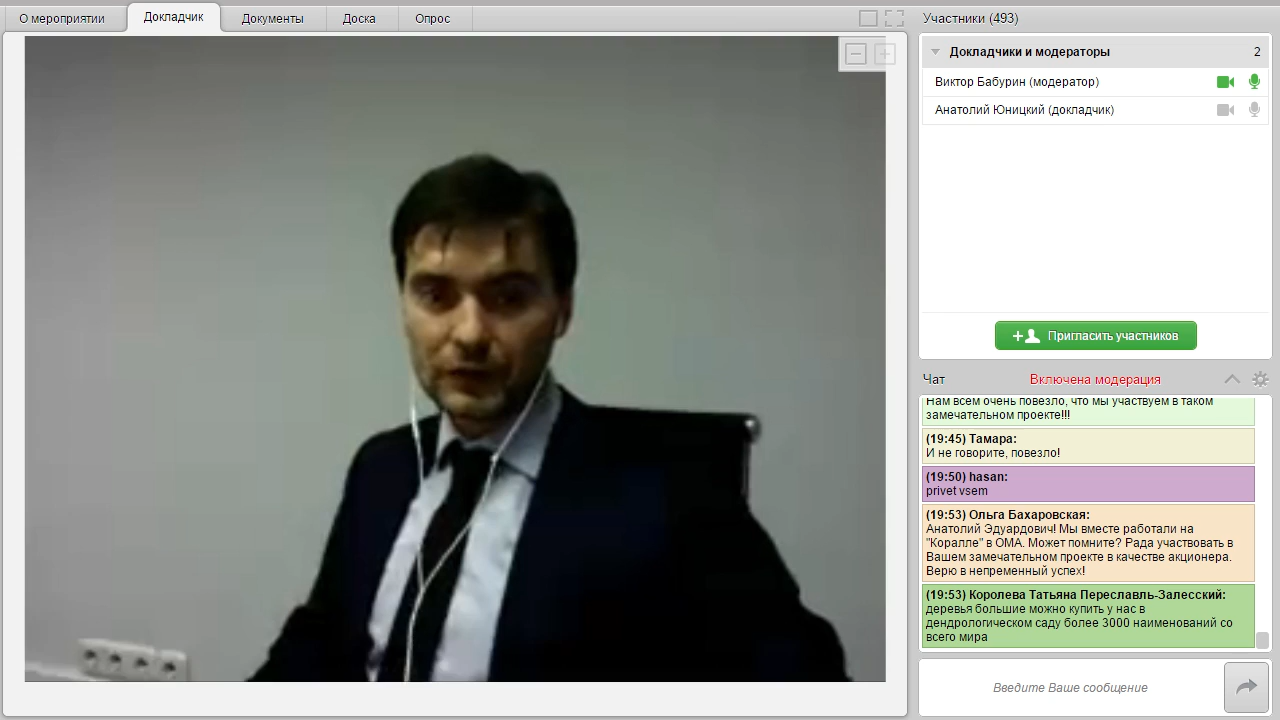 О мероприятии
Докладчик
Документы
Доска
Опрос
Участники (493)
Докладчики и модераторы 2
Виктор Бабурин (модератор)
Анатолий Юницкий (докладчик)
Пригласить участников
Чат
Включена модерация
Нам всем очень повезло, что мы участвуем в таком
замечательном проекте!!!
(19:45) Тамара:
И не говорите, повезло!
(19:50) hasan:
privet vsem
(19:53) Ольга Бахаровская:
Анатолий Эдуардович! Мы вместе работали на
"Коралле" в ОМА. Может помните? Рада участвовать в
Вашем замечательном проекте в качестве акционера.
Верю в непременный успех!
(19:53) Королева Татьяна Переславль-Залесский:
деревья большие можно купить у нас в
дендрологическом саду более 3000 наименований со
всего мира
Введите Ваше сообщение